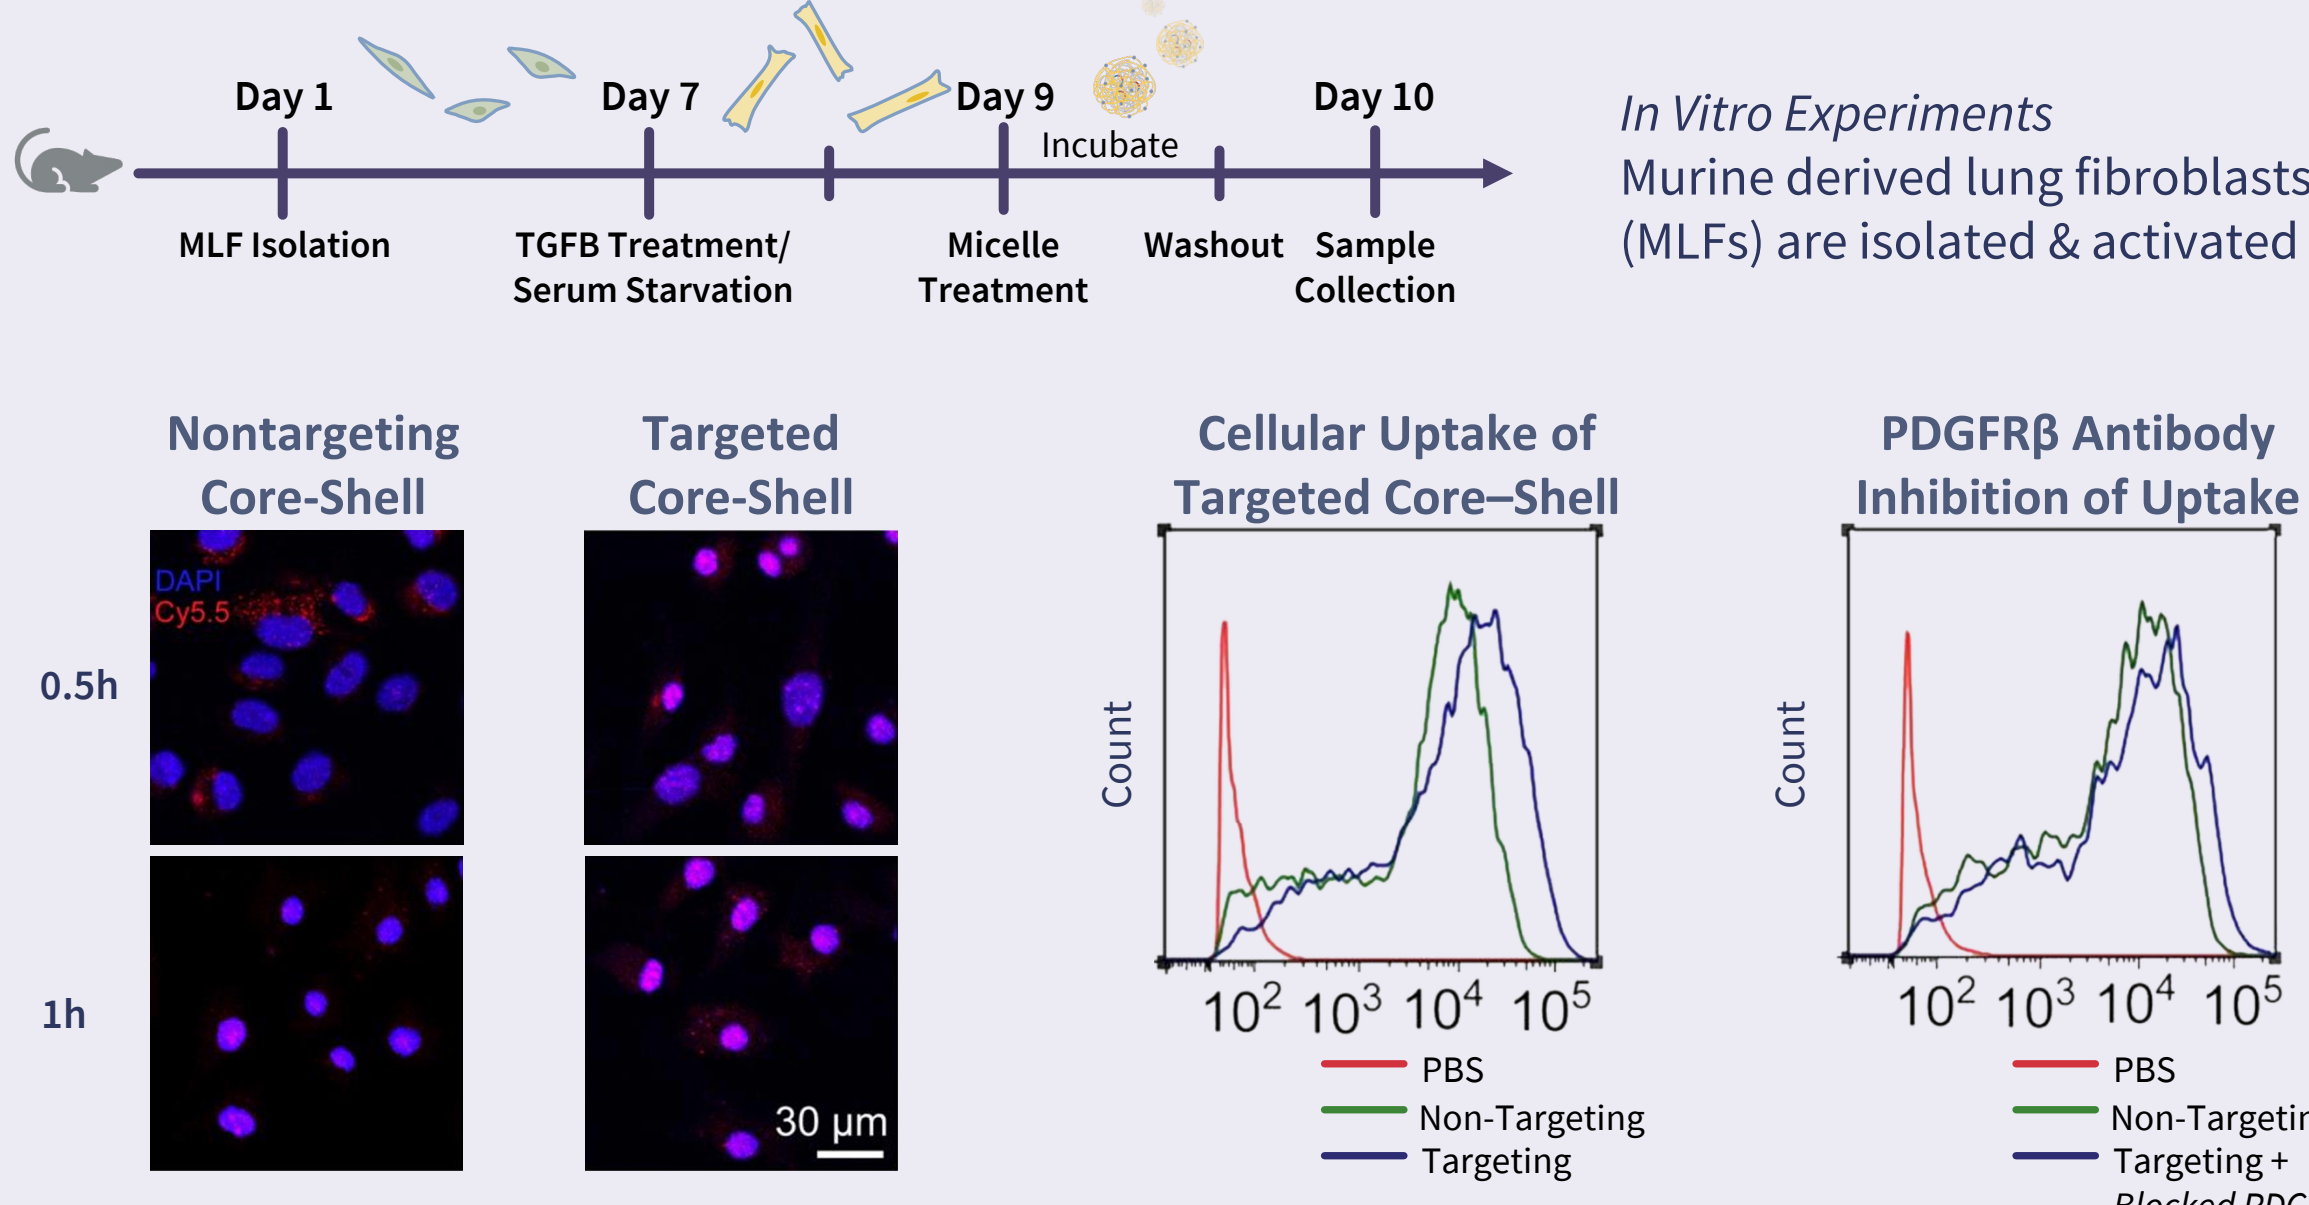 Day 1
Day 7
Day 9
Day 10
Incubate
MLF Isolation
TGFB Treatment/
Serum Starvation
Micelle
Treatment
Washout
Sample
Collection
In Vitro Experiments
Murine derived lung fibroblasts
(MLFs) are isolated & activated
Nontargeting
Core-Shell
Targeted
Core-Shell
0.5h
1h
DAPI
Cy5.5
30 µm
Cellular Uptake of
Targeted Core–Shell
Count
10² 10³ 10⁴ 10⁵
PBS
Non-Targeting
Targeting
PDGFRβ Antibody
Inhibition of Uptake
Count
10² 10³ 10⁴ 10⁵
PBS
Targeting +